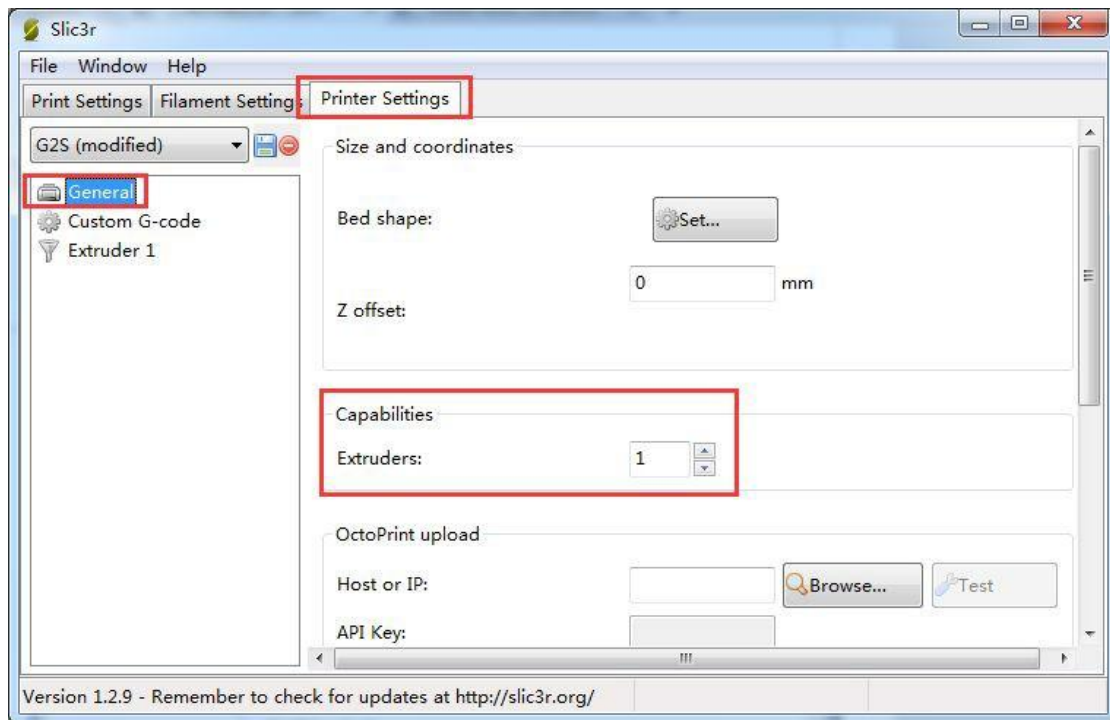 Slic3r
File Window Help
Print Settings Filament Settings Printer Settings
G2S (modified)
General
Custom G-code
Extruder 1
Size and coordinates
Bed shape: Set...
Z offset: 0 mm
Capabilities
Extruders: 1
OctoPrint upload
Host or IP: Browse... Test
API Key:
Version 1.2.9 - Remember to check for updates at http://slic3r.org/